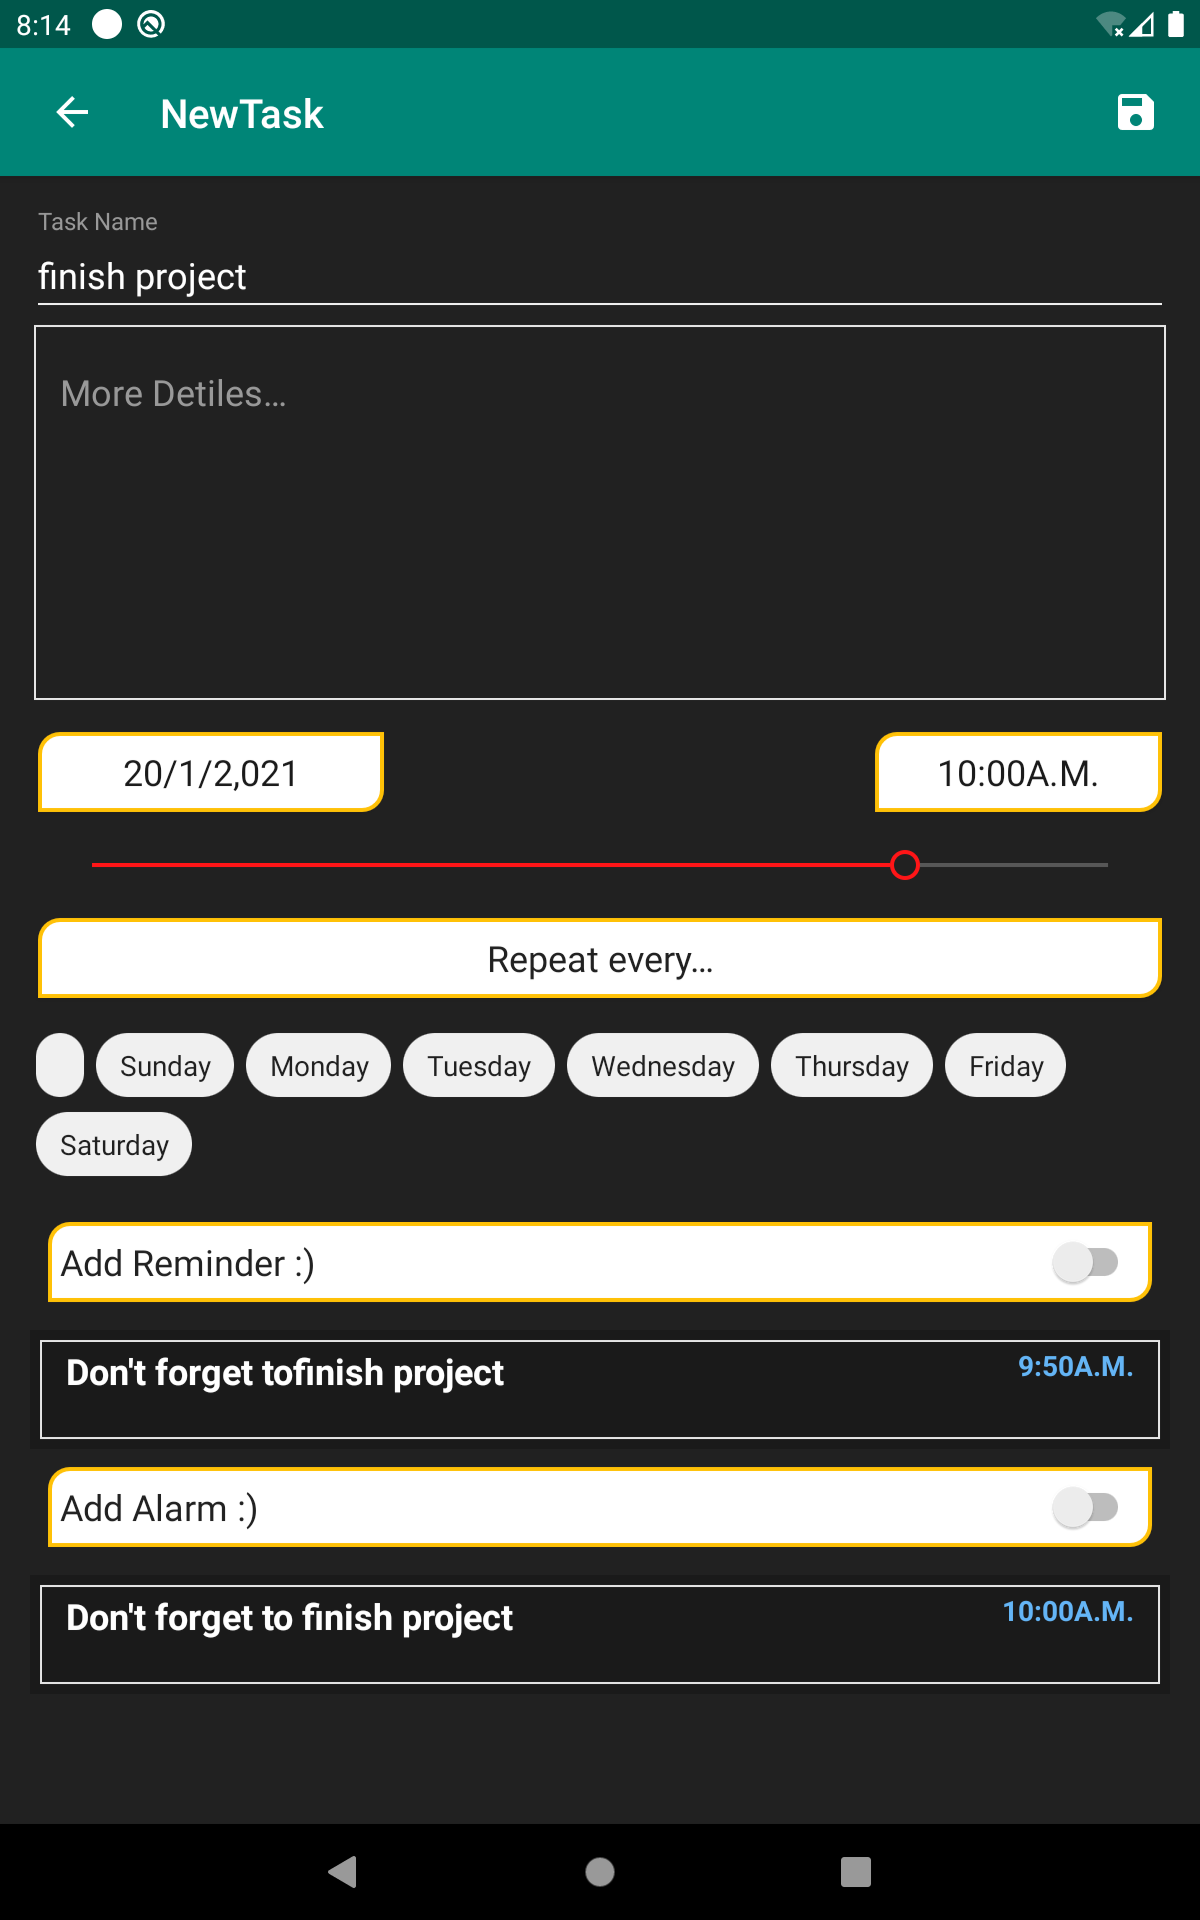 8:14
NewTask
Task Name
finish project
More Detiles...
20/1/2,021
10:00A.M.
Repeat every...
Sunday Monday Tuesday Wednesday Thursday Friday
Saturday
Add Reminder :)
Don't forget tofinish project
9:50A.M.
Add Alarm :)
Don't forget to finish project
10:00A.M.